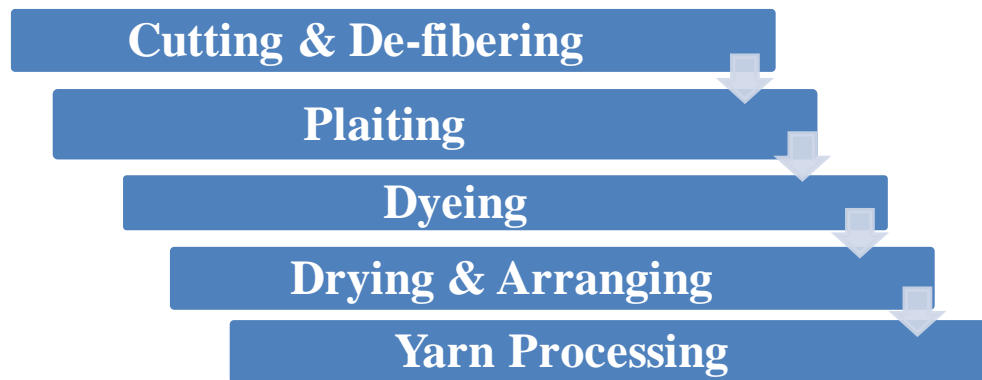 Cutting & De-fibering
Plaiting
Dyeing
Drying & Arranging
Yarn Processing